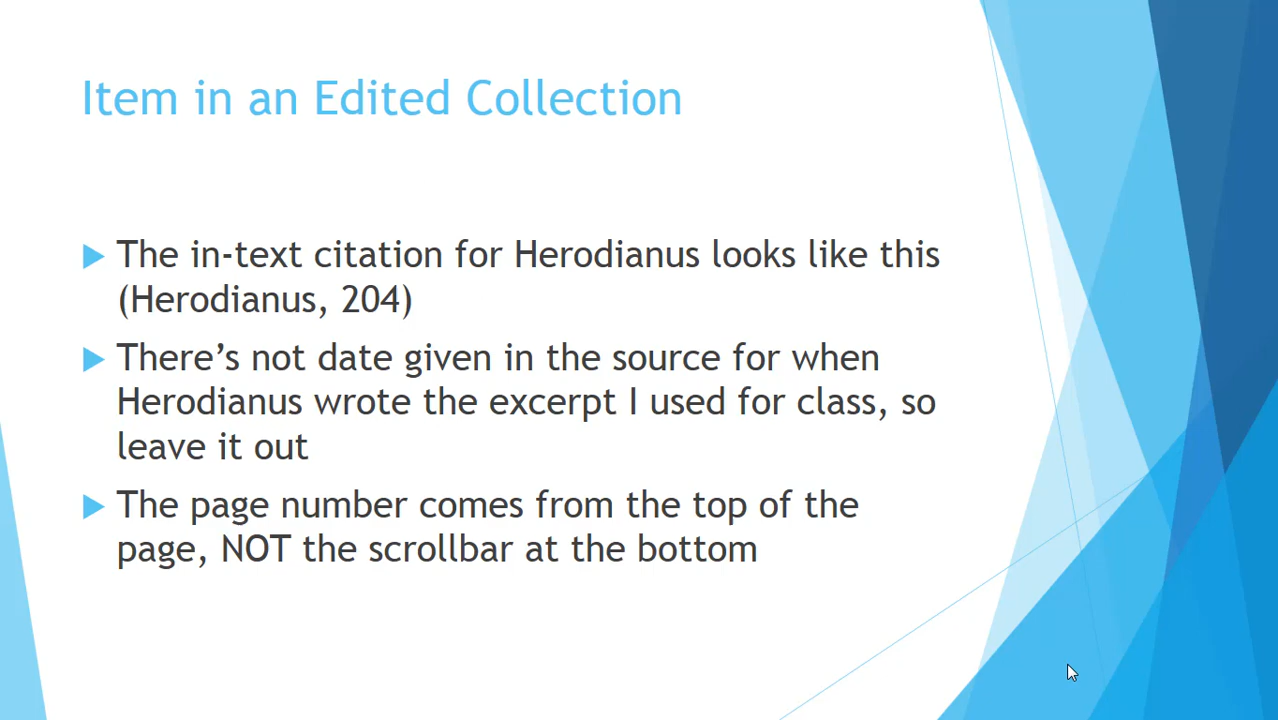 Item in an Edited Collection
The in-text citation for Herodianus looks like this
(Herodianus, 204)
There’s not date given in the source for when
Herodianus wrote the excerpt I used for class, so
leave it out
The page number comes from the top of the
page, NOT the scrollbar at the bottom